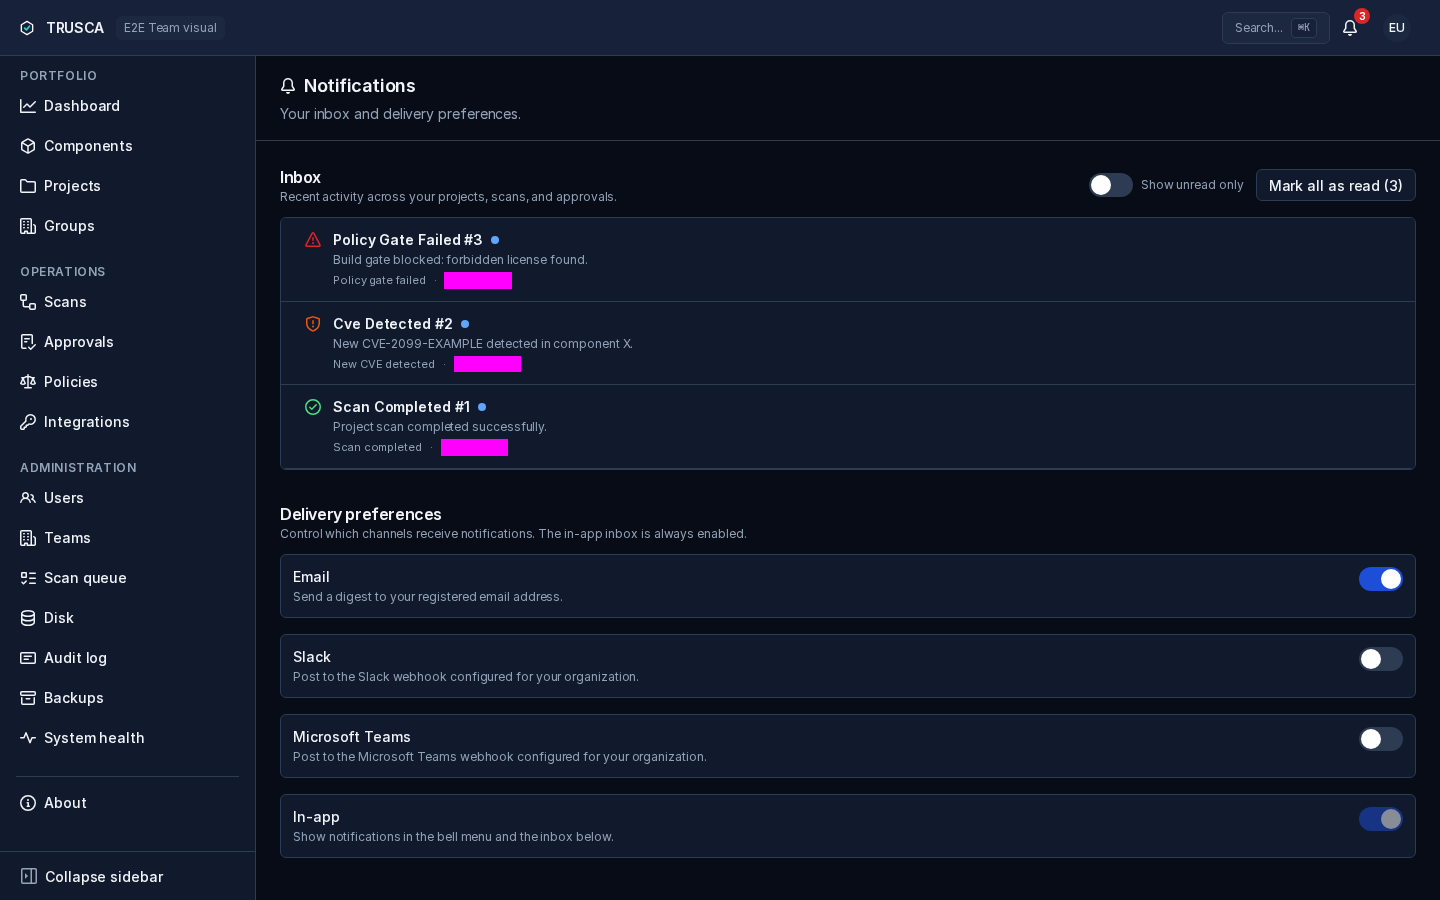 TRUSCA
E2E Team visual
Search...
⌘K
3
EU
PORTFOLIO
Dashboard
Components
Projects
Groups
OPERATIONS
Scans
Approvals
Policies
Integrations
ADMINISTRATION
Users
Teams
Scan queue
Disk
Audit log
Backups
System health
About
Collapse sidebar
Notifications
Your inbox and delivery preferences.
Inbox
Recent activity across your projects, scans, and approvals.
Show unread only
Mark all as read (3)
Policy Gate Failed #3
Build gate blocked: forbidden license found.
Policy gate failed ·
Cve Detected #2
New CVE-2099-EXAMPLE detected in component X.
New CVE detected ·
Scan Completed #1
Project scan completed successfully.
Scan completed ·
Delivery preferences
Control which channels receive notifications. The in-app inbox is always enabled.
Email
Send a digest to your registered email address.
Slack
Post to the Slack webhook configured for your organization.
Microsoft Teams
Post to the Microsoft Teams webhook configured for your organization.
In-app
Show notifications in the bell menu and the inbox below.